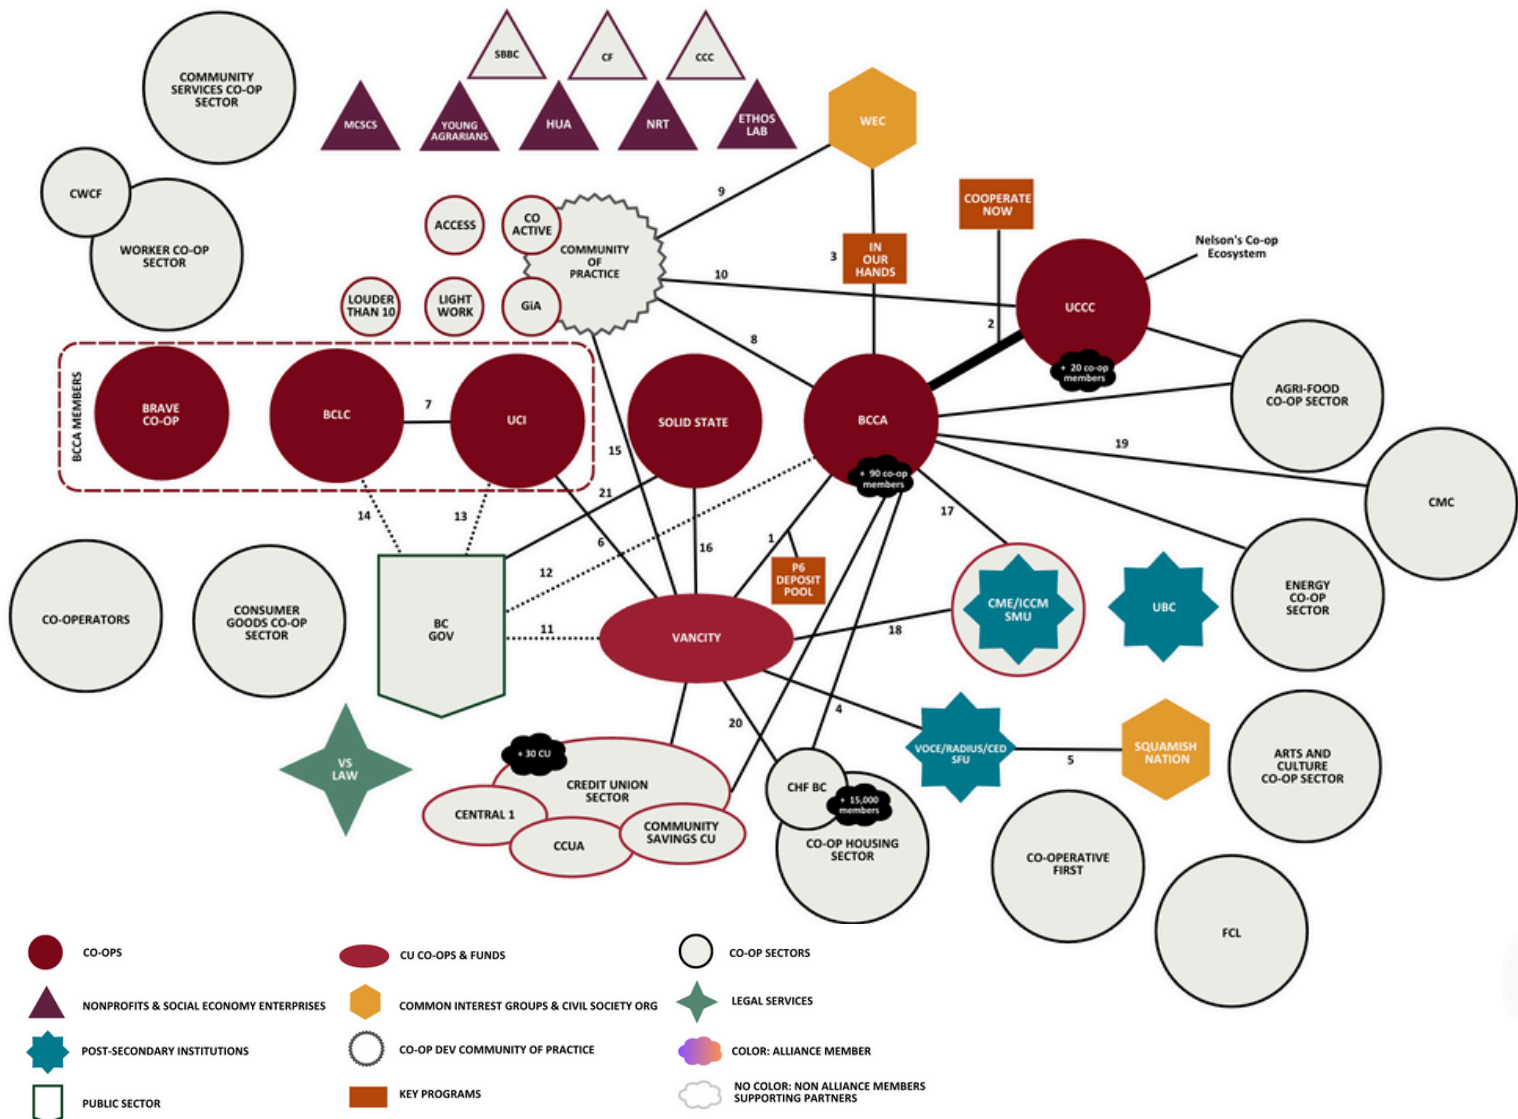 SBBC
CF
CCC
COMMUNITY
SERVICES CO-OP
SECTOR
MCSCS
YOUNG
AGRARIANS
HUA
NRT
ETHOS
LAB
WEC
CWCF
WORKER CO-OP
SECTOR
9
COOPERATE
NOW
ACCESS
CO
ACTIVE
COMMUNITY
OF
PRACTICE
3
IN
OUR
HANDS
Nelson's Co-op
Ecosystem
10
LOUDER
THAN 10
LIGHT
WORK
GiA
UCCC
2
8
+ 20 co-op
members
BCCA MEMBERS
BRAVE
CO-OP
BCLC
7
UCI
SOLID STATE
BCCA
AGRI-FOOD
CO-OP SECTOR
15
19
+ 90 co-op
members
21
CMC
14
13
17
6
16
1
12
P6
DEPOSIT
POOL
CO-OPERATORS
CONSUMER
GOODS CO-OP
SECTOR
BC
GOV
11
VANCITY
18
CME/ICCM
SMU
UBC
ENERGY
CO-OP
SECTOR
20
4
VS
LAW
+ 30 CU
CREDIT UNION
SECTOR
CENTRAL 1
CCUA
COMMUNITY
SAVINGS CU
CHF BC
+ 15,000
members
CO-OP HOUSING
SECTOR
VOCE/RADIUS/CED
SFU
5
SQUAMISH
NATION
ARTS AND
CULTURE
CO-OP SECTOR
CO-OPERATIVE
FIRST
FCL
CO-OPS
CU CO-OPS & FUNDS
CO-OP SECTORS
NONPROFITS & SOCIAL ECONOMY ENTERPRISES
COMMON INTEREST GROUPS & CIVIL SOCIETY ORG
LEGAL SERVICES
POST-SECONDARY INSTITUTIONS
CO-OP DEV COMMUNITY OF PRACTICE
COLOR: ALLIANCE MEMBER
PUBLIC SECTOR
KEY PROGRAMS
NO COLOR: NON ALLIANCE MEMBERS
SUPPORTING PARTNERS